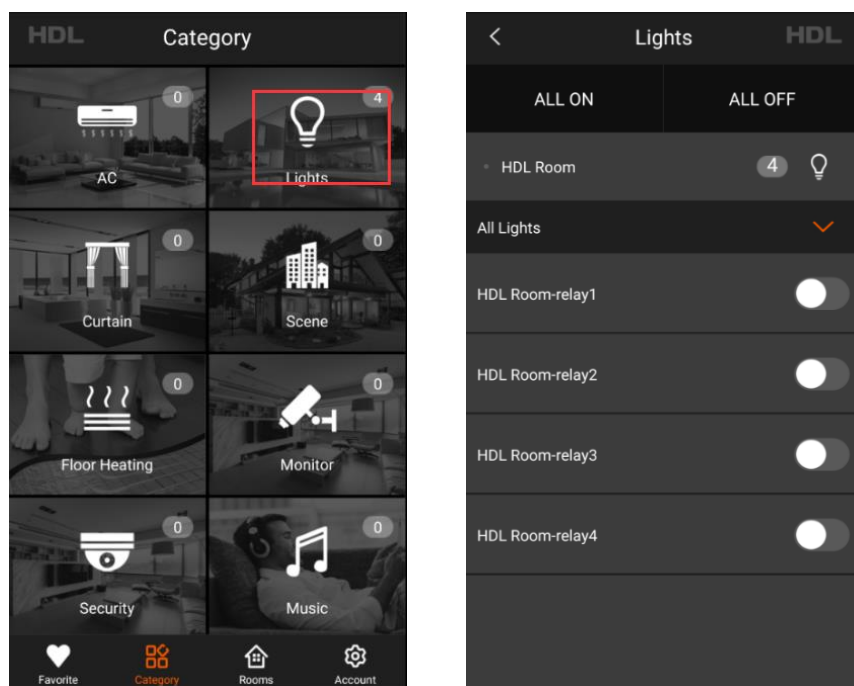 HDL Category
0 4
AC Lights
0 0
Curtain Scene
0 0
Floor Heating Monitor
0 0
Security Music
Favorite Category Rooms Account
Lights HDL
ALL ON ALL OFF
HDL Room 4
All Lights
HDL Room-relay1
HDL Room-relay2
HDL Room-relay3
HDL Room-relay4